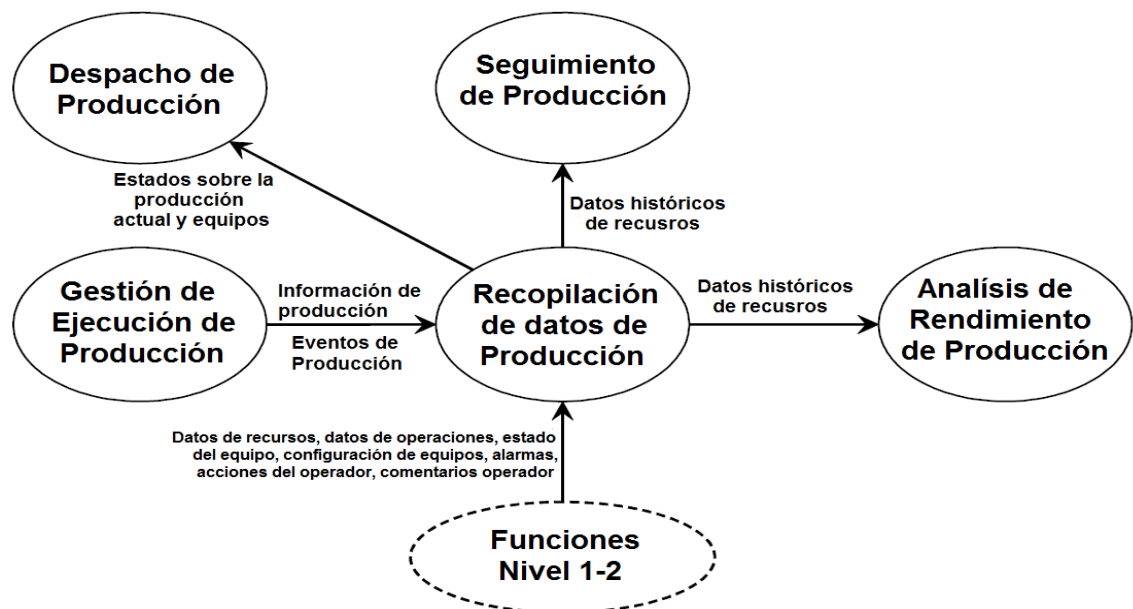 Despacho de
Producción
Seguimiento
de Producción
Estados sobre la
producción
actual y equipos
Datos históricos
de recusros
Gestión de
Ejecución de
Producción
Información de
producción
Eventos de
Producción
Recopilación
de datos de
Producción
Datos históricos
de recusros
Análisis de
Rendimiento
de Producción
Datos de recursos, datos de operaciones, estado
del equipo, configuración de equipos, alarmas,
acciones del operador, comentarios operador
Funciones
Nivel 1-2